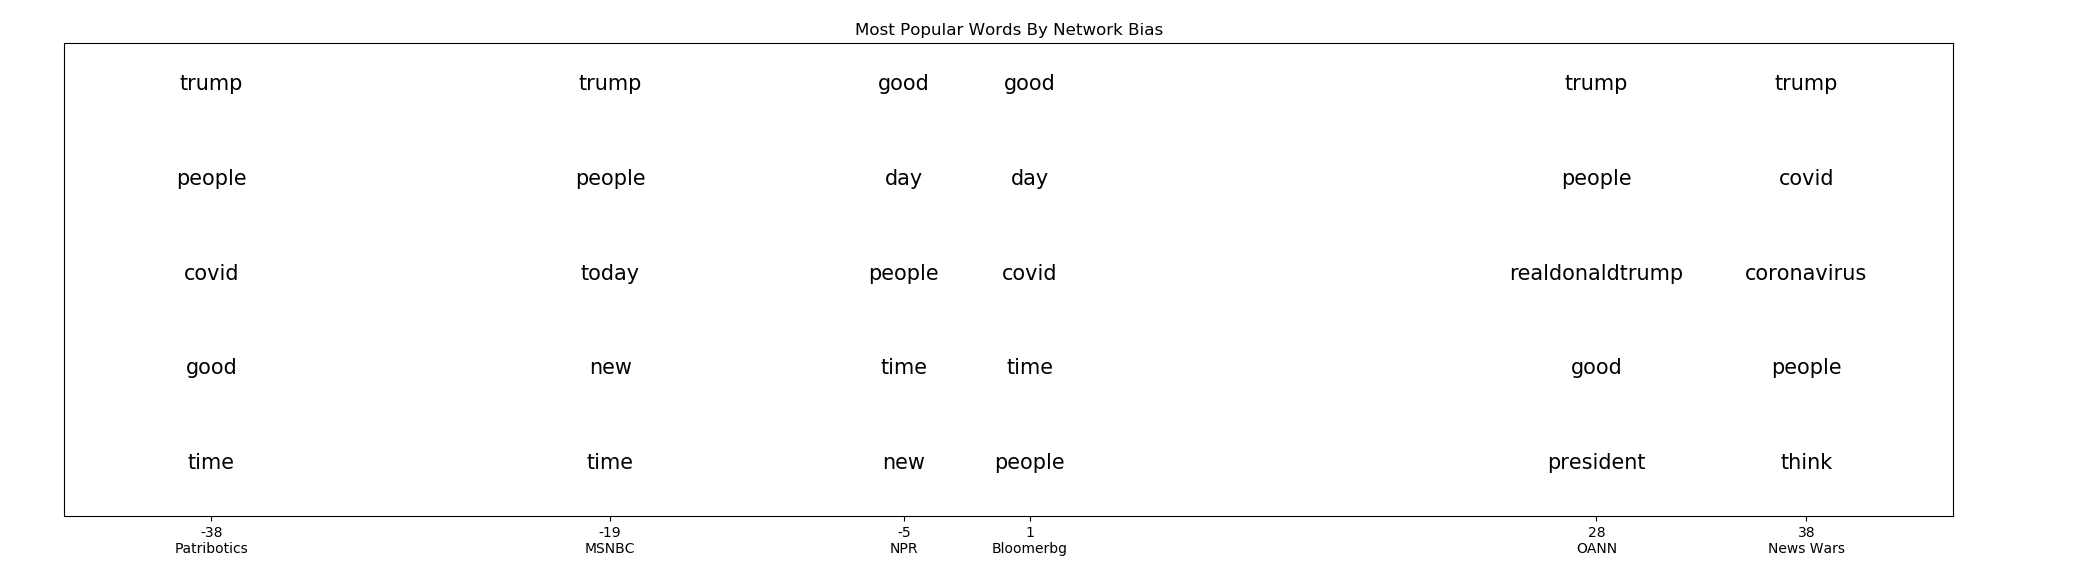 Most Popular Words By Network Bias
trump trump good good trump trump
people people day day people covid
covid today people covid realdonaldtrump coronavirus
good new time time good people
time time new people president think
-38 -19 -5 1 28 38
Patribotics MSNBC NPR Bloomerbg OANN News Wars